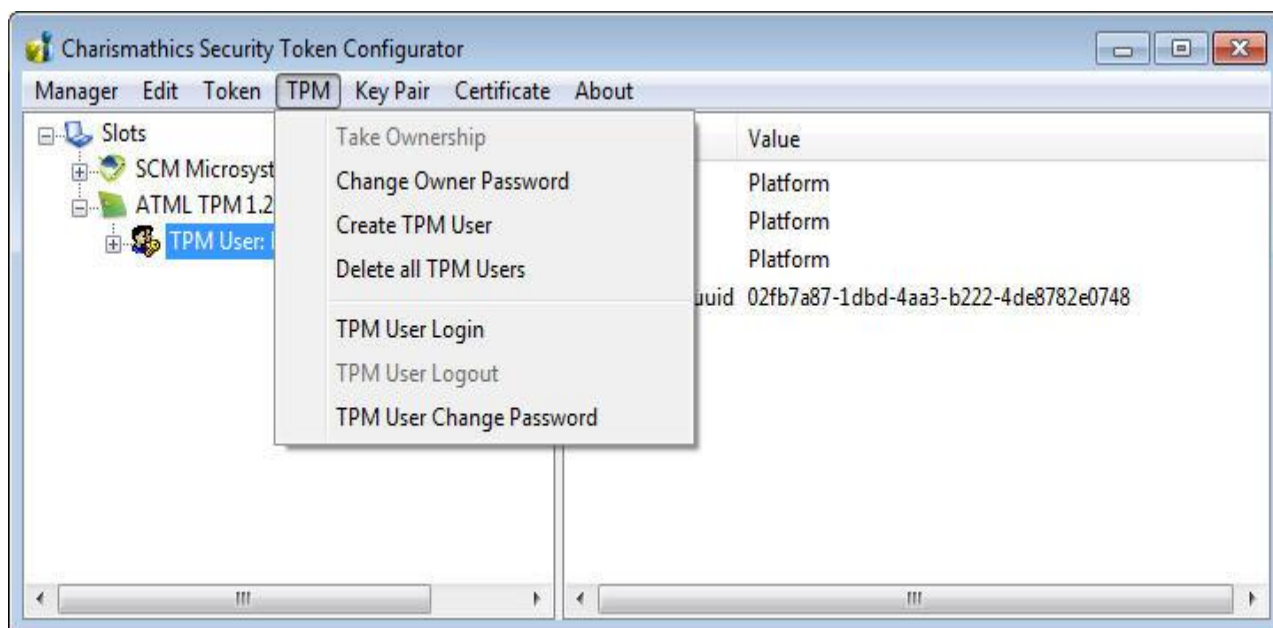 Charismathics Security Token Configurator
Manager Edit Token TPM Key Pair Certificate About
Slots
SCM Microsyst
ATML TPM 1.2
TPM User:
Take Ownership
Change Owner Password
Create TPM User
Delete all TPM Users
TPM User Login
TPM User Logout
TPM User Change Password
Value
Platform
Platform
Platform
uuid 02fb7a87-1dbd-4aa3-b222-4de8782e0748